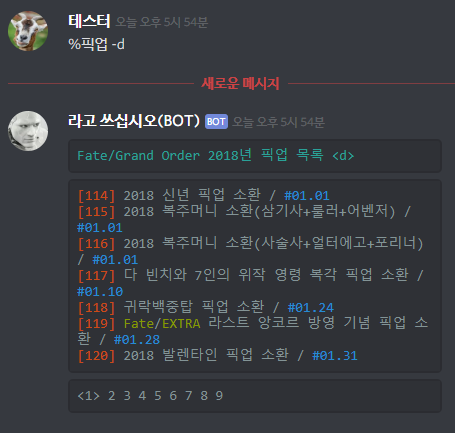 테스터 오늘 오후 5시 54분
%픽업 -d
새로운 메시지
라고 쓰십시오(BOT) BOT 오늘 오후 5시 54분
Fate/Grand Order 2018년 픽업 목록 <d>
[114] 2018 신년 픽업 소환 / #01.01
[115] 2018 복주머니 소환(삼기사+룰러+어벤저) /
#01.01
[116] 2018 복주머니 소환(사술사+얼터에고+포리너)
/ #01.01
[117] 다 빈치와 7인의 위작 영령 복각 픽업 소환 /
#01.10
[118] 귀락백중탑 픽업 소환 / #01.24
[119] Fate/EXTRA 라스트 앙코르 방영 기념 픽업 소
환 / #01.28
[120] 2018 발렌타인 픽업 소환 / #01.31
<1> 2 3 4 5 6 7 8 9